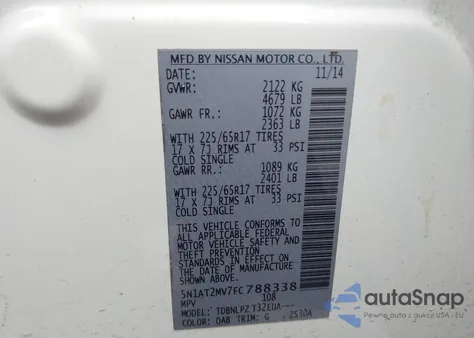 MFD BY NISSAN MOTOR CO., LTD.
DATE: 11/14
GVWR: 2122 KG
4679 LB
GAWR FR.: 1072 KG
2363 LB
WITH 225/65R17 TIRES
17 X 7J RIMS AT 33 PSI
COLD SINGLE
GAWR RR.: 1089 KG
2401 LB
WITH 225/65R17 TIRES
17 X 7J RIMS AT 33 PSI
COLD SINGLE
THIS VEHICLE CONFORMS TO
ALL APPLICABLE FEDERAL
MOTOR VEHICLE SAFETY AND
THEFT PREVENTION
STANDARDS IN EFFECT ON
THE DATE OF MANUFACTURE
SHOWN ABOVE.
5N1AT2MV7FC788338
MPV 108
MODEL:
COLOR: QAB TRIM: G
autoSnap
POWERED BY STAT.VIN